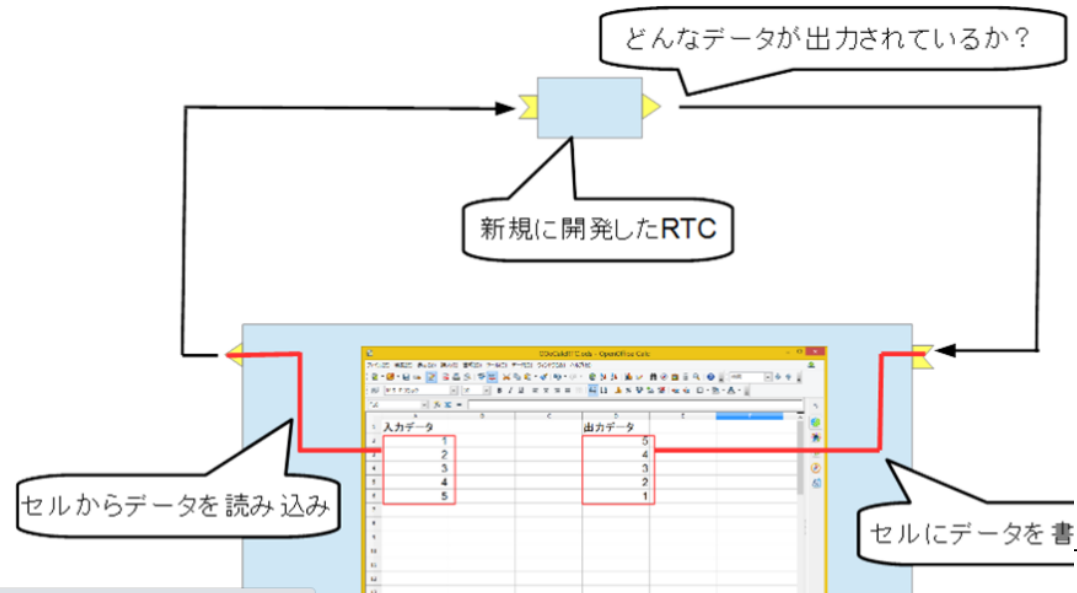 どんなデータが出力されているか？
新規に開発したRTC
セルからデータを読み込み
セルにデータを書
入力データ
出力データ
1 5
2 4
3 3
4 2
5 1